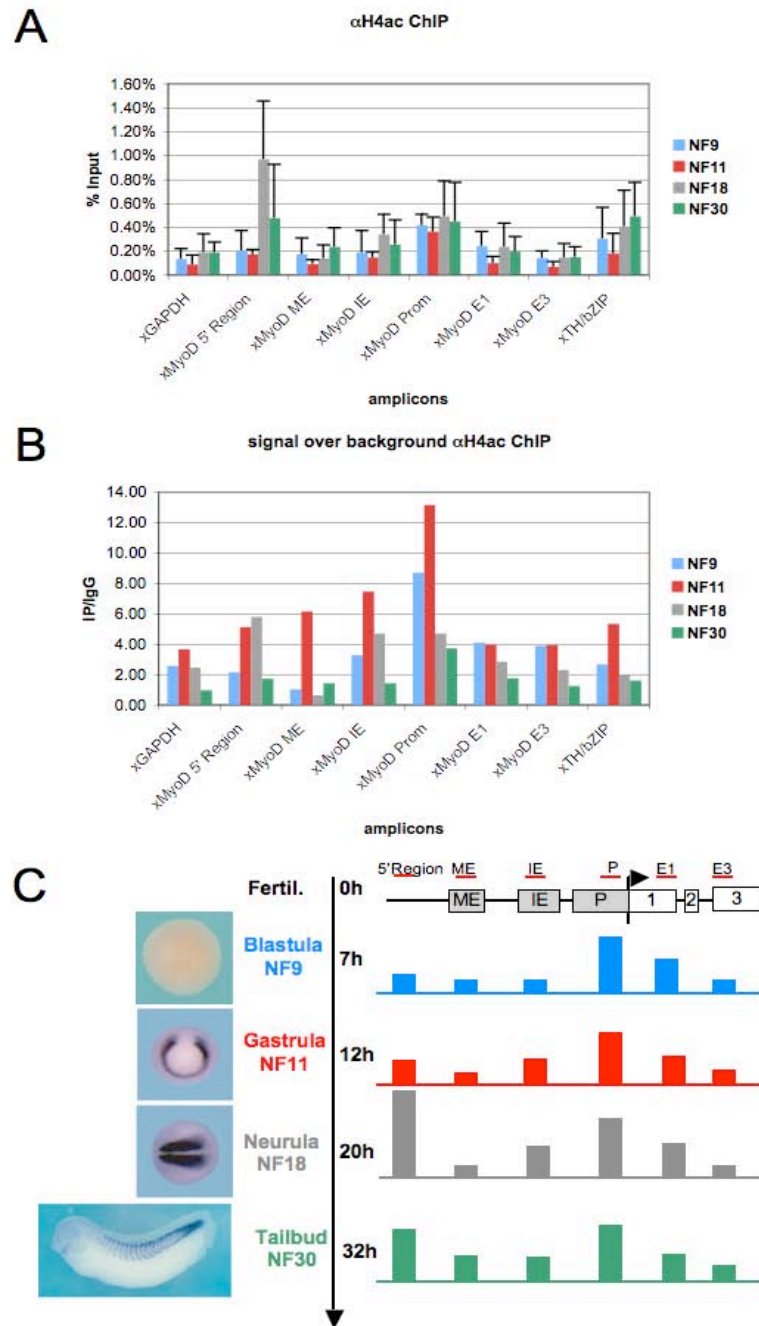 A
αH4ac ChIP
1.60%
1.40%
1.20%
1.00%
0.80%
0.60%
0.40%
0.20%
0.00%
% Input
NF9
NF11
NF18
NF30
xGAPDH
xMyoD 5' Region
xMyoD ME
xMyoD IE
xMyoD Prom
xMyoD E1
xMyoD E3
xTH/bZIP
amplicons
B
signal over background αH4ac ChIP
14.00
12.00
10.00
8.00
6.00
4.00
2.00
0.00
IP/IgG
NF9
NF11
NF18
NF30
xGAPDH
xMyoD 5' Region
xMyoD ME
xMyoD IE
xMyoD Prom
xMyoD E1
xMyoD E3
xTH/bZIP
amplicons
C
5'Region ME IE P E1 E3
Fertil. 0h
ME IE P 1 2 3
Blastula
NF9
7h
Gastrula
NF11
12h
Neurula
NF18
20h
Tailbud
NF30
32h